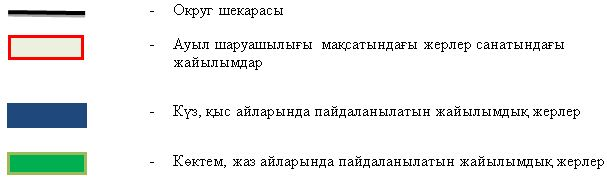 - Округ шекарасы
- Ауыл шаруашылығы мақсатындағы жерлер санатындағы
жайылымдар
- Күз, қыс айларында пайдаланылатын жайылымдық жерлер
- Көктем, жаз айларында пайдаланылатын жайылымдық жерлер